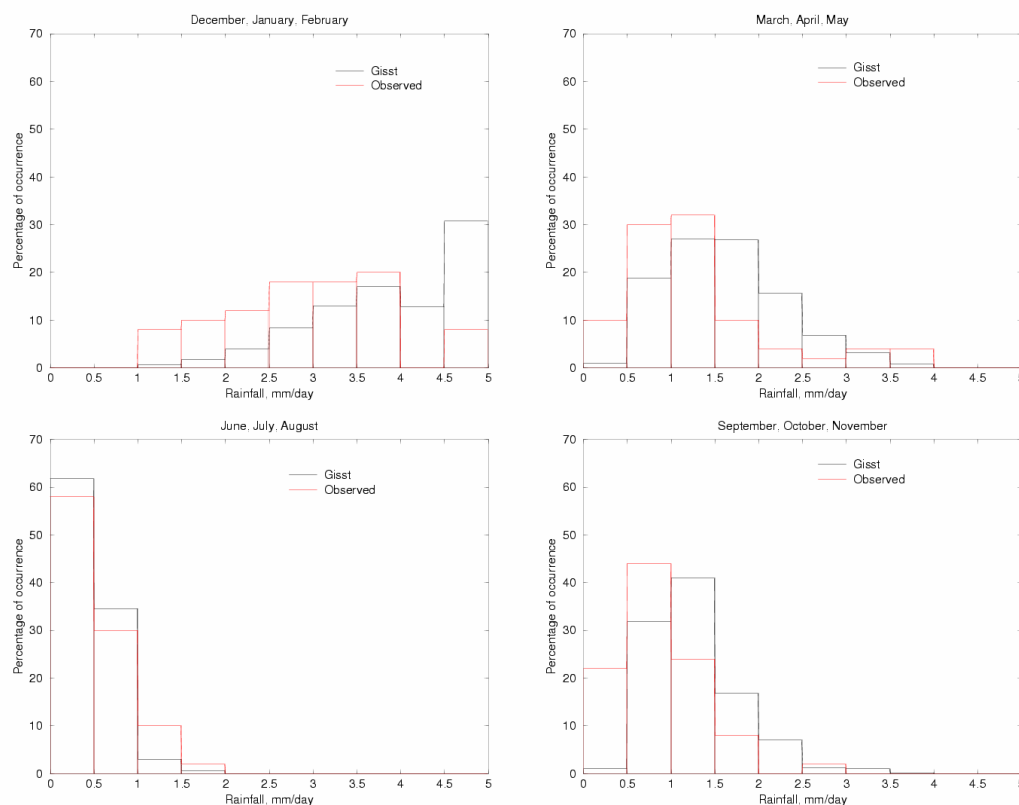 December, January, February
70
60
50
40
30
20
10
0
Percentage of occurrence
Gisst
Observed
0 0.5 1 1.5 2 2.5 3 3.5 4 4.5 5
Rainfall, mm/day
March, April, May
70
60
50
40
30
20
10
0
Percentage of occurrence
Gisst
Observed
0 0.5 1 1.5 2 2.5 3 3.5 4 4.5 5
Rainfall, mm/day
June, July, August
70
60
50
40
30
20
10
0
Percentage of occurrence
Gisst
Observed
0 0.5 1 1.5 2 2.5 3 3.5 4 4.5 5
Rainfall, mm/day
September, October, November
70
60
50
40
30
20
10
0
Percentage of occurrence
Gisst
Observed
0 0.5 1 1.5 2 2.5 3 3.5 4 4.5 5
Rainfall, mm/day